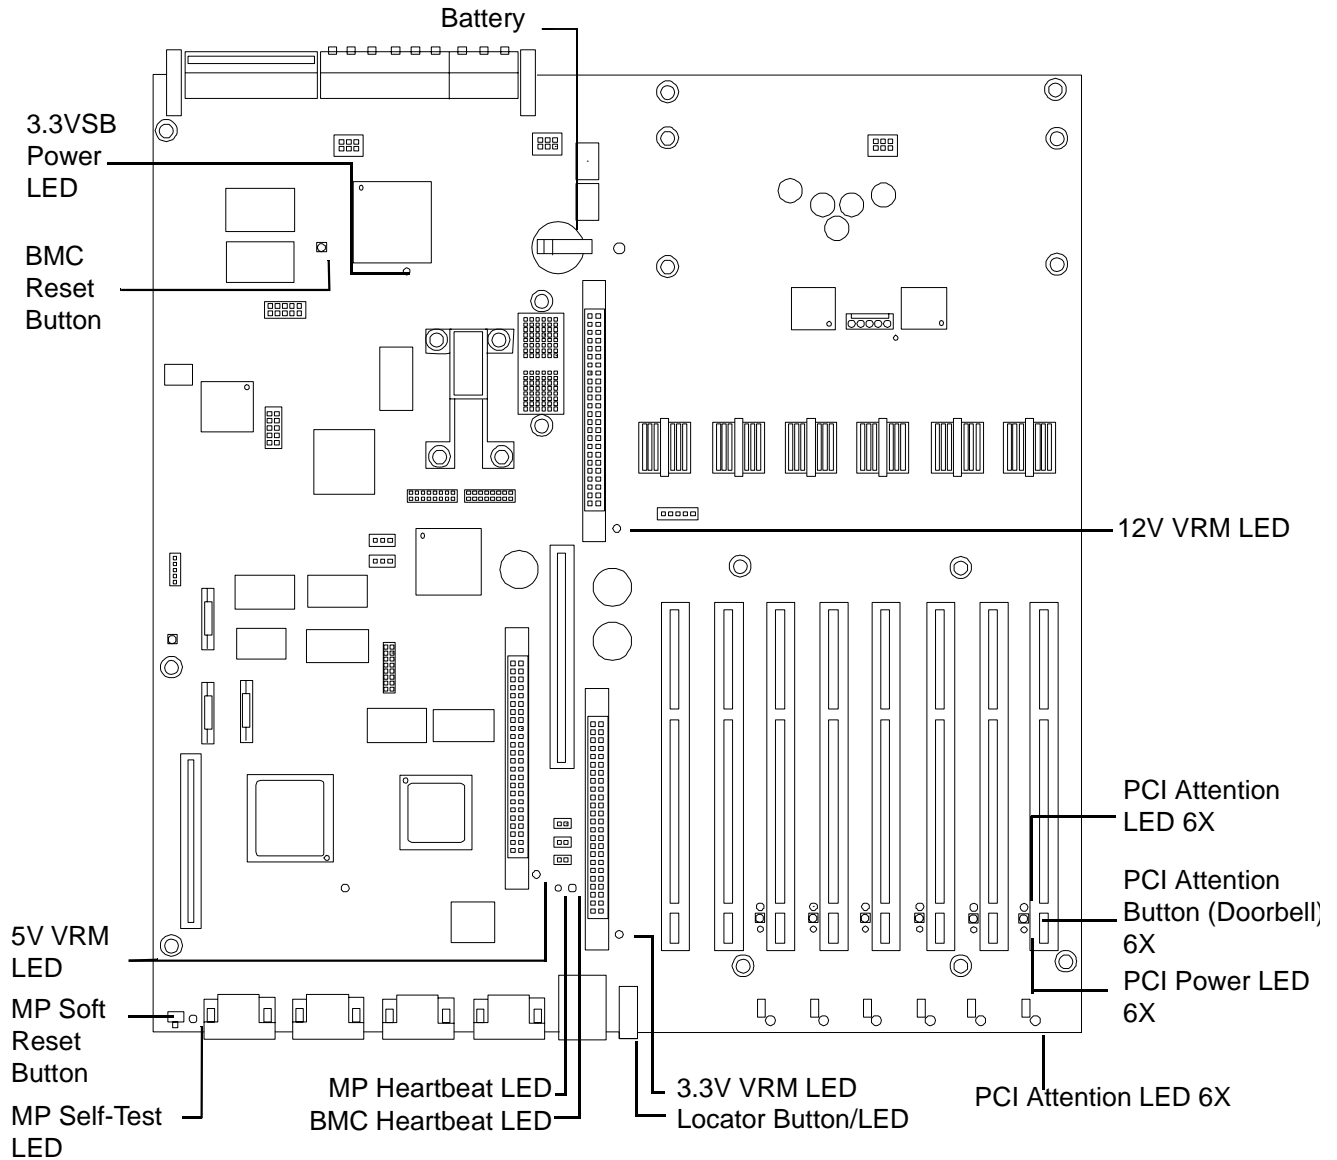 Battery
3.3VSB
Power
LED
BMC
Reset
Button
12V VRM LED
PCI Attention
LED 6X
PCI Attention
Button (Doorbell)
6X
PCI Power LED
6X
5V VRM
LED
MP Soft
Reset
Button
MP Self-Test
LED
MP Heartbeat LED
BMC Heartbeat LED
3.3V VRM LED
Locator Button/LED
PCI Attention LED 6X